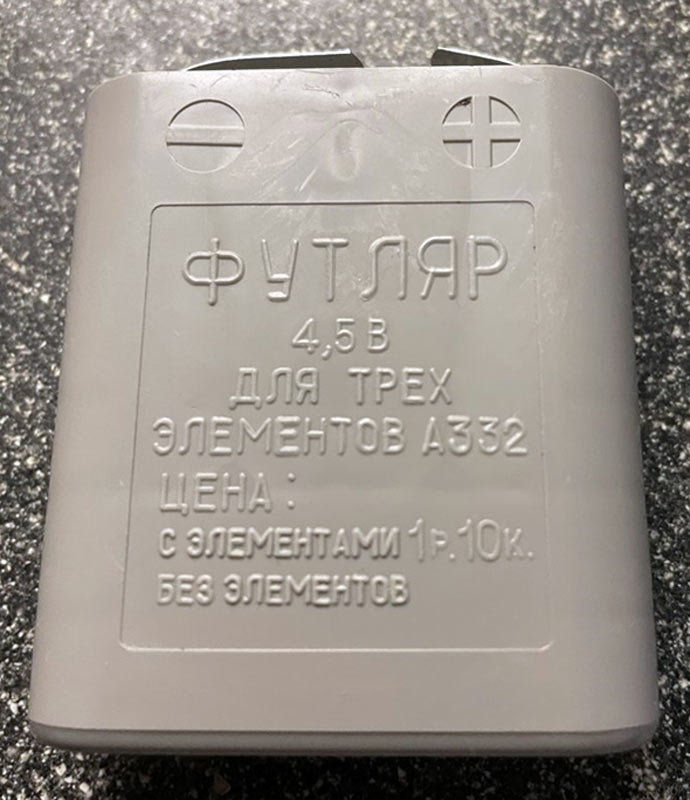 ФУТЛЯР
4,5 В
ДЛЯ ТРЕХ
ЭЛЕМЕНТОВ А332
ЦЕНА:
С ЭЛЕМЕНТАМИ 1р.10к.
БЕЗ ЭЛЕМЕНТОВ